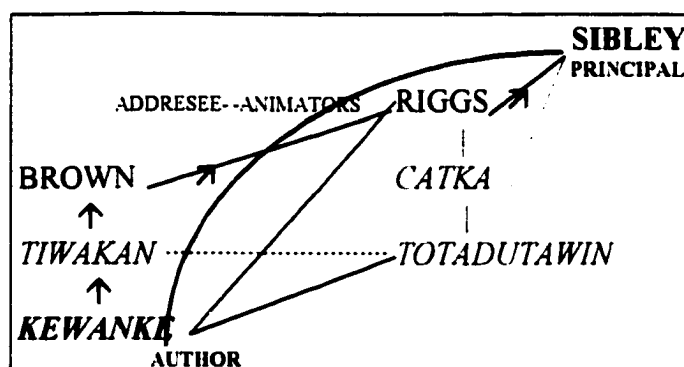 SIBLEY
PRINCIPAL
ADDRESEE--ANIMATORS RIGGS
BROWN CATKA
TIWAKAN TOTADUTAWIN
KEWANKE
AUTHOR